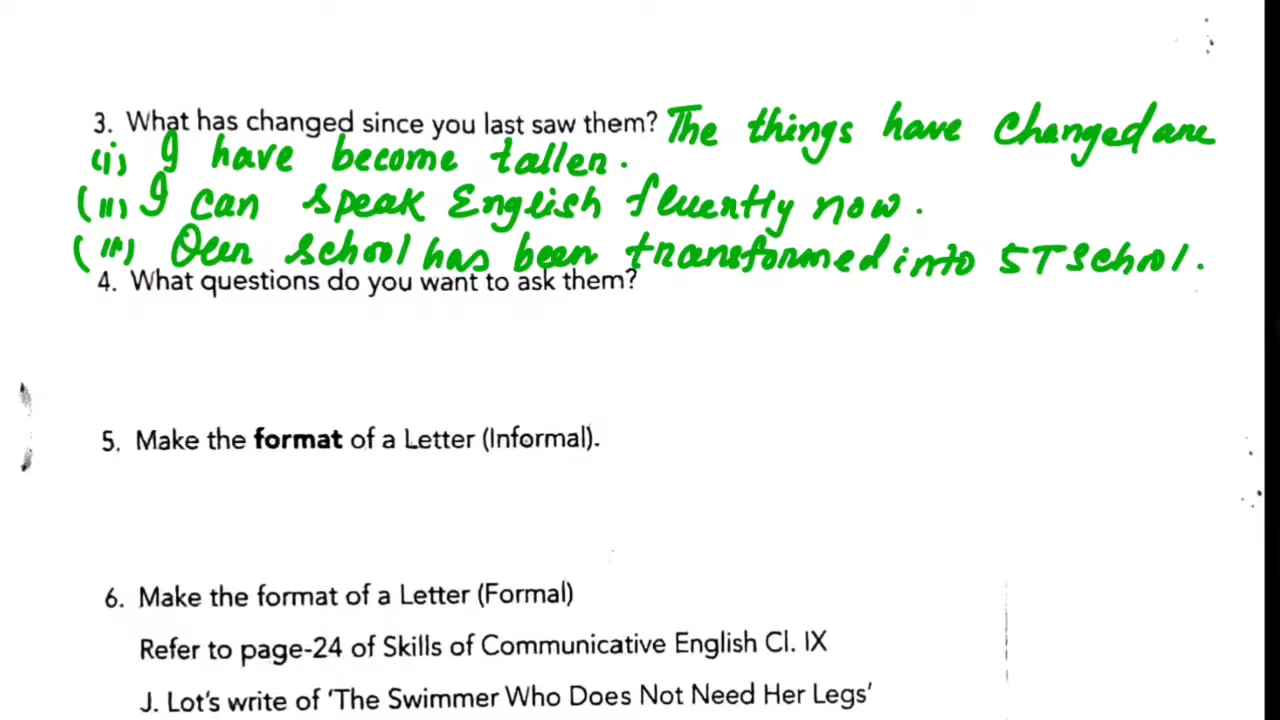 3. What has changed since you last saw them? The things have changed are
(i) I have become taller.
(ii) I can speak English fluently now.
(iii) Our school has been transformed into 5T School.
4. What questions do you want to ask them?
5. Make the format of a Letter (Informal).
6. Make the format of a Letter (Formal)
Refer to page-24 of Skills of Communicative English Cl. IX
J. Lot's write of 'The Swimmer Who Does Not Need Her Legs'